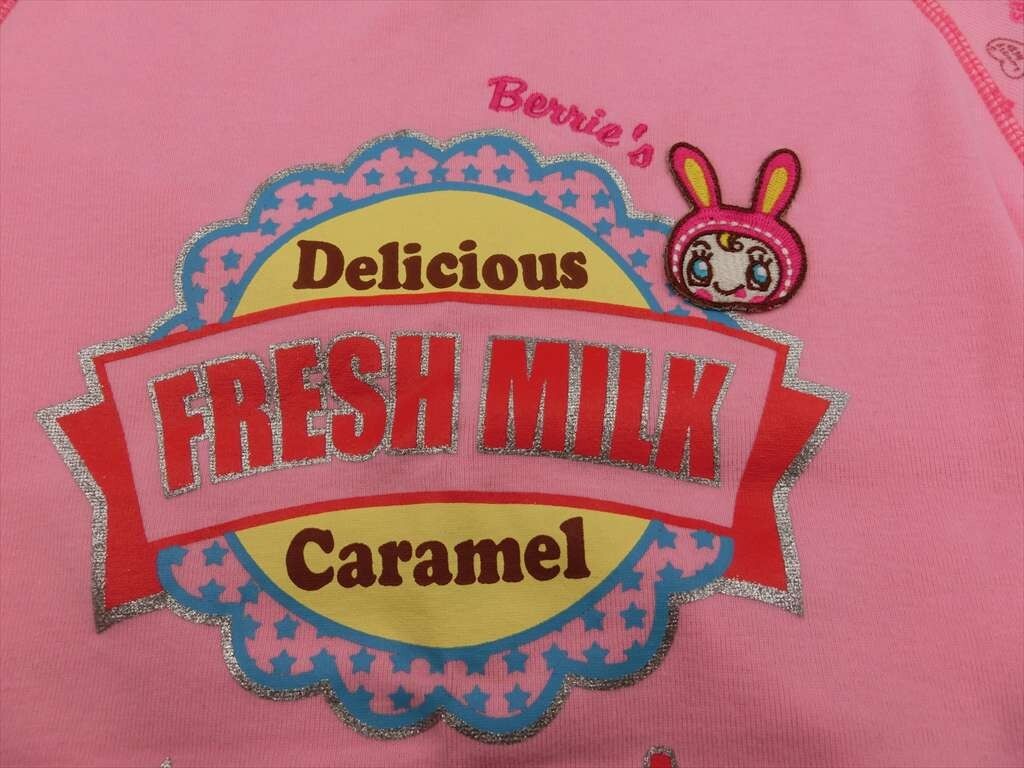 Berrie's
Delicious
FRESH MILK
Caramel